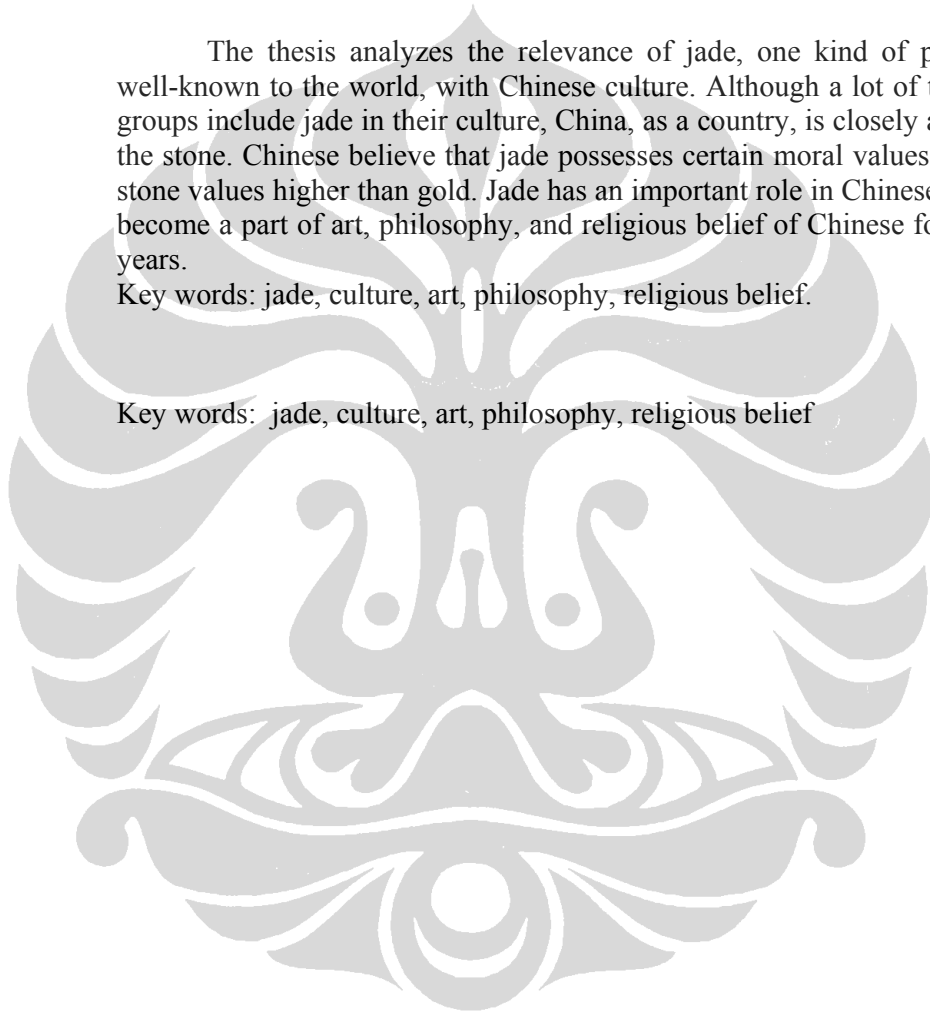 The thesis analyzes the relevance of jade, one kind of
well-known to the world, with Chinese culture. Although a lot of
groups include jade in their culture, China, as a country, is closely
the stone. Chinese believe that jade possesses certain moral values
stone values higher than gold. Jade has an important role in Chinese
become a part of art, philosophy, and religious belief of Chinese
years.
Key words: jade, culture, art, philosophy, religious belief.
Key words: jade, culture, art, philosophy, religious belief